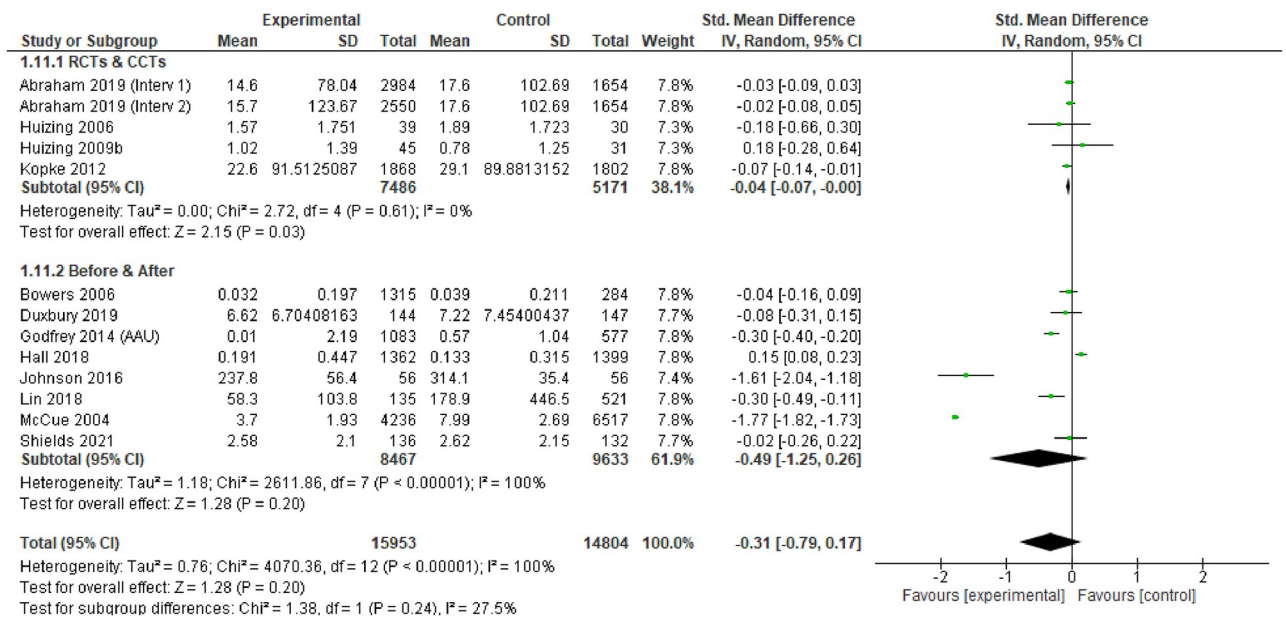 Experimental Control Std. Mean Difference Std. Mean Difference
Study or Subgroup Mean SD Total Mean SD Total Weight IV, Random, 95% CI IV, Random, 95% CI
1.11.1 RCTs & CCTs
Abraham 2019 (Interv 1) 14.6 78.04 2984 17.6 102.69 1654 7.8% -0.03 [-0.09, 0.03]
Abraham 2019 (Interv 2) 15.7 123.67 2550 17.6 102.69 1654 7.8% -0.02 [-0.08, 0.05]
Huizing 2006 1.57 1.751 39 1.89 1.723 30 7.3% -0.18 [-0.66, 0.30]
Huizing 2009b 1.02 1.39 45 0.78 1.25 31 7.3% 0.18 [-0.28, 0.64]
Kopke 2012 22.6 91.5125087 1868 29.1 89.8813152 1802 7.8% -0.07 [-0.14, -0.01]
Subtotal (95% CI) 7486 5171 38.1% -0.04 [-0.07, -0.00]
Heterogeneity: Tau² = 0.00; Chi² = 2.72, df = 4 (P = 0.61); I² = 0%
Test for overall effect: Z = 2.15 (P = 0.03)
1.11.2 Before & After
Bowers 2006 0.032 0.197 1315 0.039 0.211 284 7.8% -0.04 [-0.16, 0.09]
Duxbury 2019 6.62 6.70408163 144 7.22 7.45400437 147 7.7% -0.08 [-0.31, 0.15]
Godfrey 2014 (AAU) 0.01 2.19 1083 0.57 1.04 577 7.8% -0.30 [-0.40, -0.20]
Hall 2018 0.191 0.447 1362 0.133 0.315 1399 7.8% 0.15 [0.08, 0.23]
Johnson 2016 237.8 56.4 56 314.1 35.4 56 7.4% -1.61 [-2.04, -1.18]
Lin 2018 58.3 103.8 135 178.9 446.5 521 7.8% -0.30 [-0.49, -0.11]
McCue 2004 3.7 1.93 4236 7.99 2.69 6517 7.8% -1.77 [-1.82, -1.73]
Shields 2021 2.58 2.1 136 2.62 2.15 132 7.7% -0.02 [-0.26, 0.22]
Subtotal (95% CI) 8467 9633 61.9% -0.49 [-1.25, 0.26]
Heterogeneity: Tau² = 1.18; Chi² = 2611.86, df = 7 (P < 0.00001); I² = 100%
Test for overall effect: Z = 1.28 (P = 0.20)
Total (95% CI) 15953 14804 100.0% -0.31 [-0.79, 0.17]
Heterogeneity: Tau² = 0.76; Chi² = 4070.36, df = 12 (P < 0.00001); I² = 100%
Test for overall effect: Z = 1.28 (P = 0.20)
Test for subgroup differences: Chi² = 1.38, df = 1 (P = 0.24), I² = 27.5%
-2 -1 0 1 2
Favours [experimental] Favours [control]